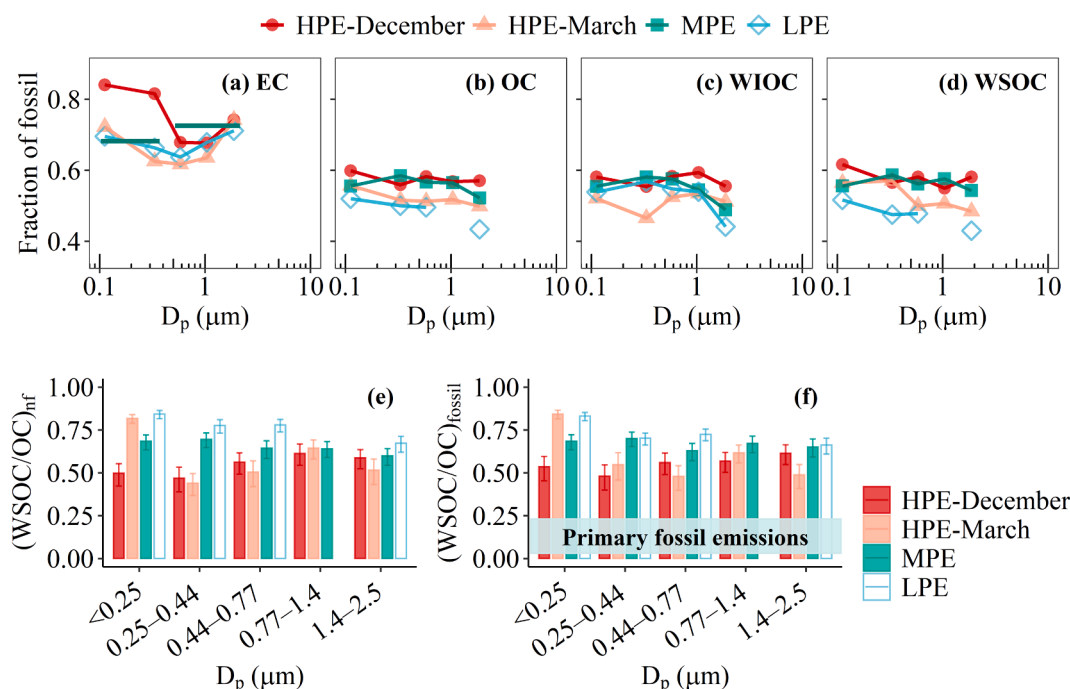 HPE-December HPE-March MPE LPE
(a) EC (b) OC (c) WIOC (d) WSOC
Fraction of fossil
0.8
0.6
0.4
0.1 1 10 0.1 1 10 0.1 1 10 0.1 1 10
Dp (μm) Dp (μm) Dp (μm) Dp (μm)
(e)
(WSOC/OC)nf
1.00
0.75
0.50
0.25
0.00
<0.25 0.25–0.44 0.44–0.77 0.77–1.4 1.4–2.5
Dp (μm)
(f)
(WSOC/OC)fossil
1.00
0.75
0.50
0.25
0.00
Primary fossil emissions
<0.25 0.25–0.44 0.44–0.77 0.77–1.4 1.4–2.5
Dp (μm)
HPE-December
HPE-March
MPE
LPE